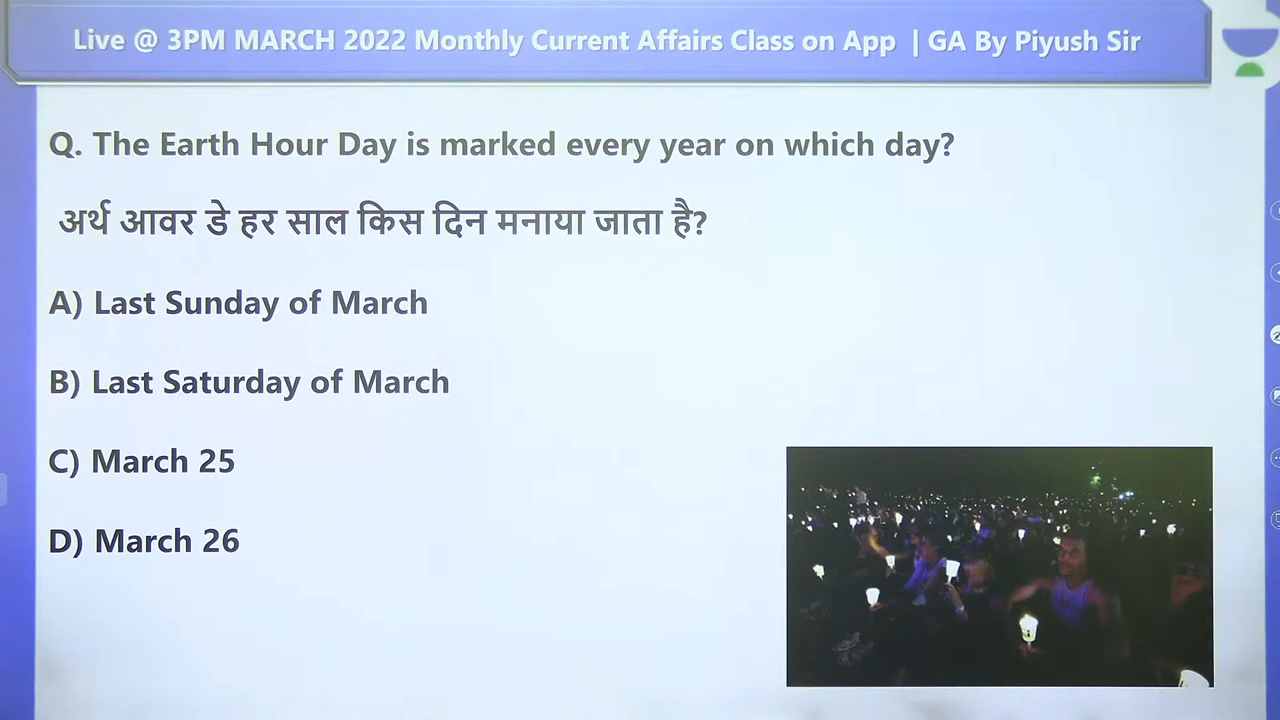 Live @ 3PM MARCH 2022 Monthly Current Affairs Class on App | GA By Piyush Sir
Q. The Earth Hour Day is marked every year on which day?
अर्थ आवर डे हर साल किस दिन मनाया जाता है?
A) Last Sunday of March
B) Last Saturday of March
C) March 25
D) March 26